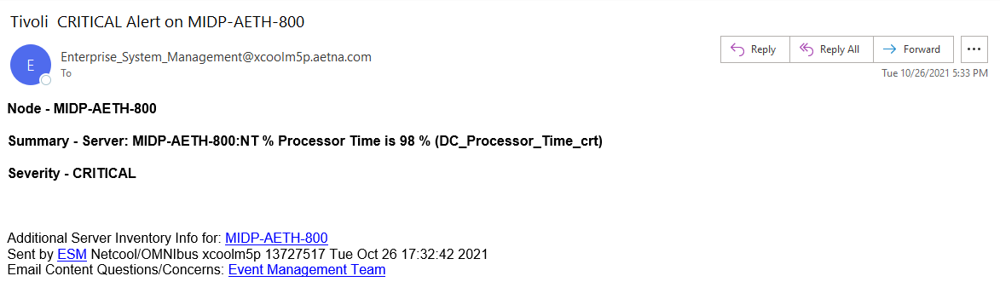 Tivoli CRITICAL Alert on MIDP-AETH-800
E
Enterprise_System_Management@xcoolm5p.aetna.com
To
Reply
Reply All
Forward
...
Tue 10/26/2021 5:33 PM
Node - MIDP-AETH-800
Summary - Server: MIDP-AETH-800:NT % Processor Time is 98 % (DC_Processor_Time_crt)
Severity - CRITICAL
Additional Server Inventory Info for: MIDP-AETH-800
Sent by ESM Netcool/OMNIbus xcoolm5p 13727517 Tue Oct 26 17:32:42 2021
Email Content Questions/Concerns: Event Management Team